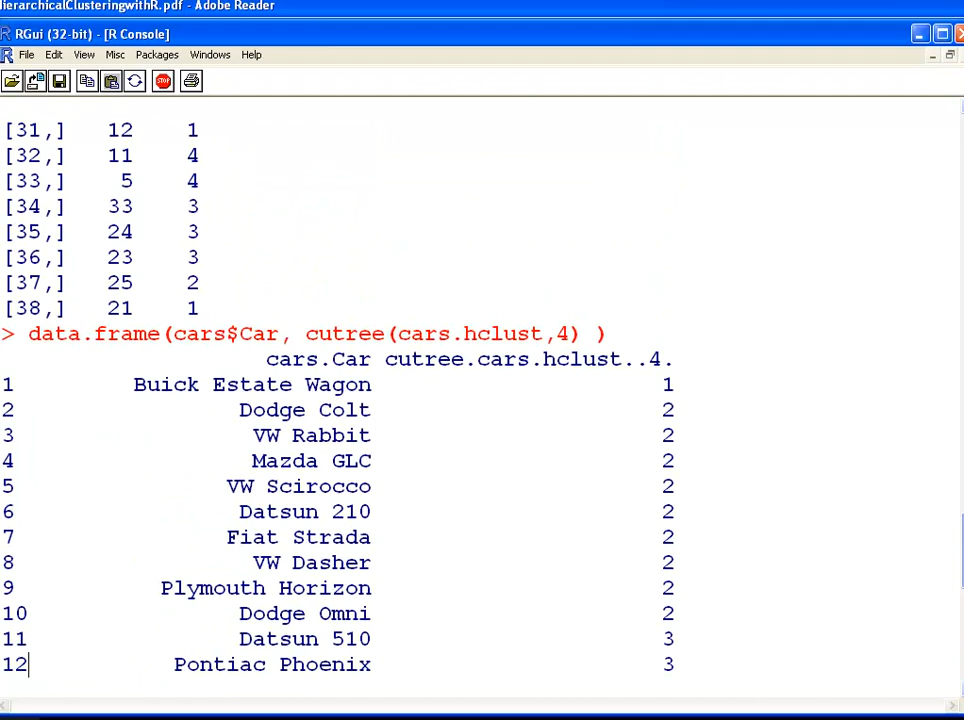 ierarchicalClusteringwithR.pdf - Adobe Reader
RGui (32-bit) - [R Console]
File Edit View Misc Packages Windows Help
STOP
[31,] 12 1
[32,] 11 4
[33,] 5 4
[34,] 33 3
[35,] 24 3
[36,] 23 3
[37,] 25 2
[38,] 21 1
> data.frame(cars$Car, cutree(cars.hclust,4) )
cars.Car cutree.cars.hclust..4.
1 Buick Estate Wagon 1
2 Dodge Colt 2
3 VW Rabbit 2
4 Mazda GLC 2
5 VW Scirocco 2
6 Datsun 210 2
7 Fiat Strada 2
8 VW Dasher 2
9 Plymouth Horizon 2
10 Dodge Omni 2
11 Datsun 510 3
12 Pontiac Phoenix 3